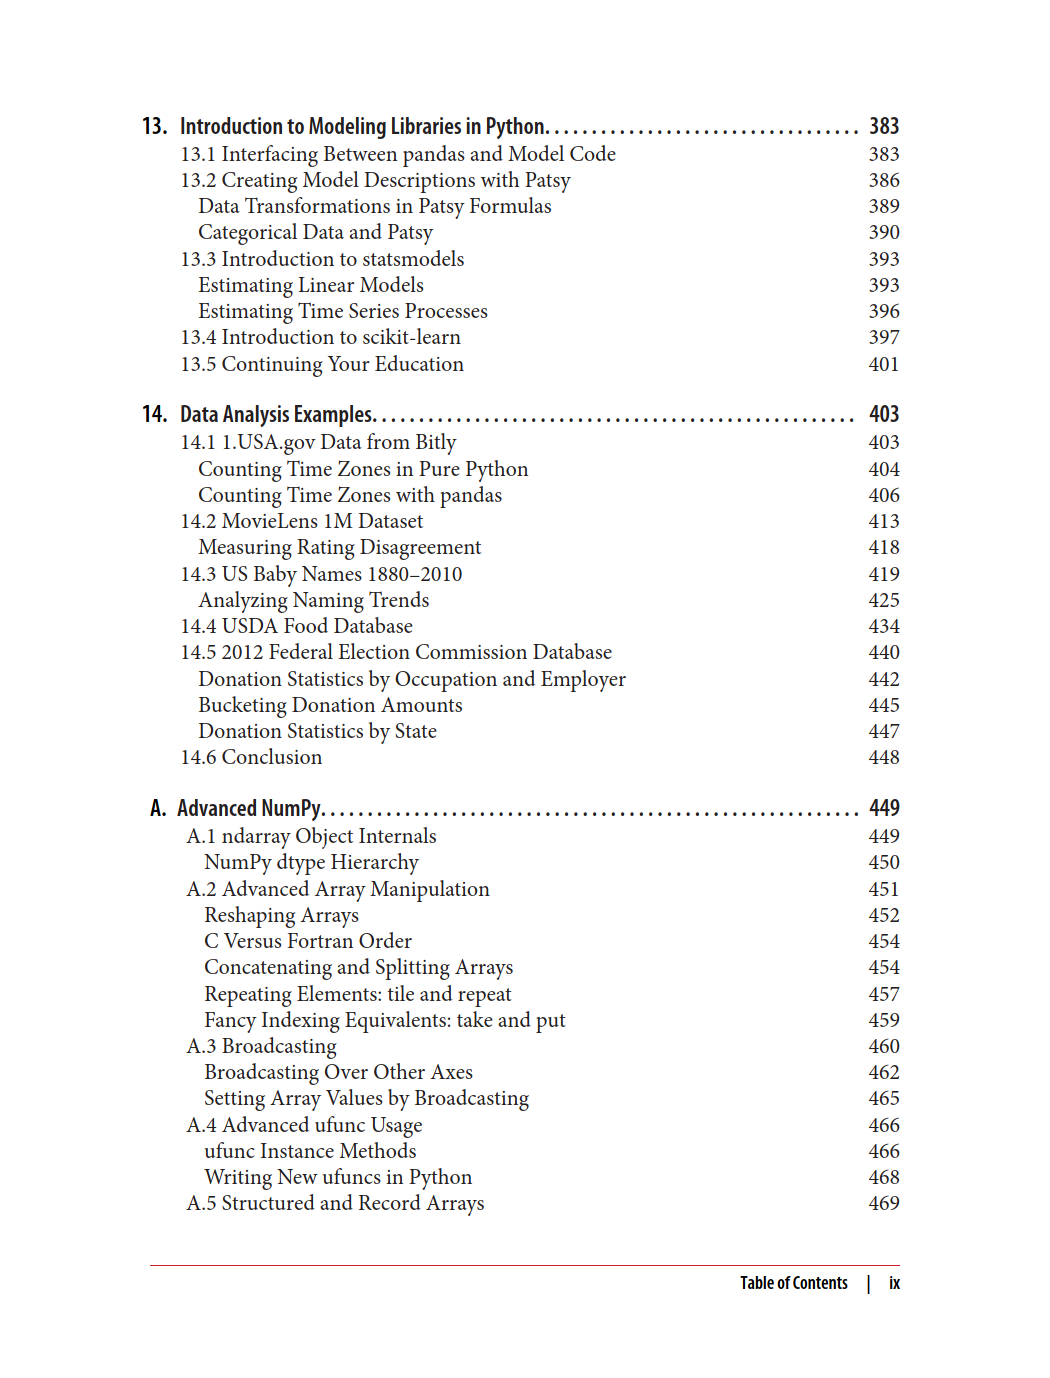 13. Introduction to Modeling Libraries in Python. . . . . . . . . . . . . . . . . . . . . . . . . . . . . . . . . . 383
13.1 Interfacing Between pandas and Model Code 383
13.2 Creating Model Descriptions with Patsy 386
Data Transformations in Patsy Formulas 389
Categorical Data and Patsy 390
13.3 Introduction to statsmodels 393
Estimating Linear Models 393
Estimating Time Series Processes 396
13.4 Introduction to scikit-learn 397
13.5 Continuing Your Education 401
14. Data Analysis Examples. . . . . . . . . . . . . . . . . . . . . . . . . . . . . . . . . . . . . . . . . . . . . . . . . . . . 403
14.1 1.USA.gov Data from Bitly 403
Counting Time Zones in Pure Python 404
Counting Time Zones with pandas 406
14.2 MovieLens 1M Dataset 413
Measuring Rating Disagreement 418
14.3 US Baby Names 1880–2010 419
Analyzing Naming Trends 425
14.4 USDA Food Database 434
14.5 2012 Federal Election Commission Database 440
Donation Statistics by Occupation and Employer 442
Bucketing Donation Amounts 445
Donation Statistics by State 447
14.6 Conclusion 448
A. Advanced NumPy. . . . . . . . . . . . . . . . . . . . . . . . . . . . . . . . . . . . . . . . . . . . . . . . . . . . . . . . . . 449
A.1 ndarray Object Internals 449
NumPy dtype Hierarchy 450
A.2 Advanced Array Manipulation 451
Reshaping Arrays 452
C Versus Fortran Order 454
Concatenating and Splitting Arrays 454
Repeating Elements: tile and repeat 457
Fancy Indexing Equivalents: take and put 459
A.3 Broadcasting 460
Broadcasting Over Other Axes 462
Setting Array Values by Broadcasting 465
A.4 Advanced ufunc Usage 466
ufunc Instance Methods 466
Writing New ufuncs in Python 468
A.5 Structured and Record Arrays 469
Table of Contents | ix